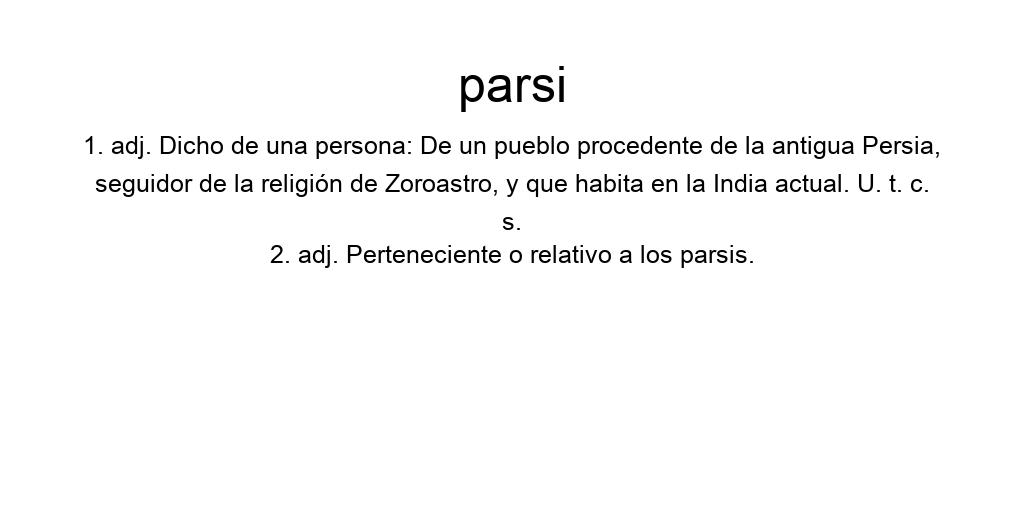 parsi
1. adj. Dicho de una persona: De un pueblo procedente de la antigua Persia,
seguidor de la religión de Zoroastro, y que habita en la India actual. U. t. c.
s.
2. adj. Perteneciente o relativo a los parsis.